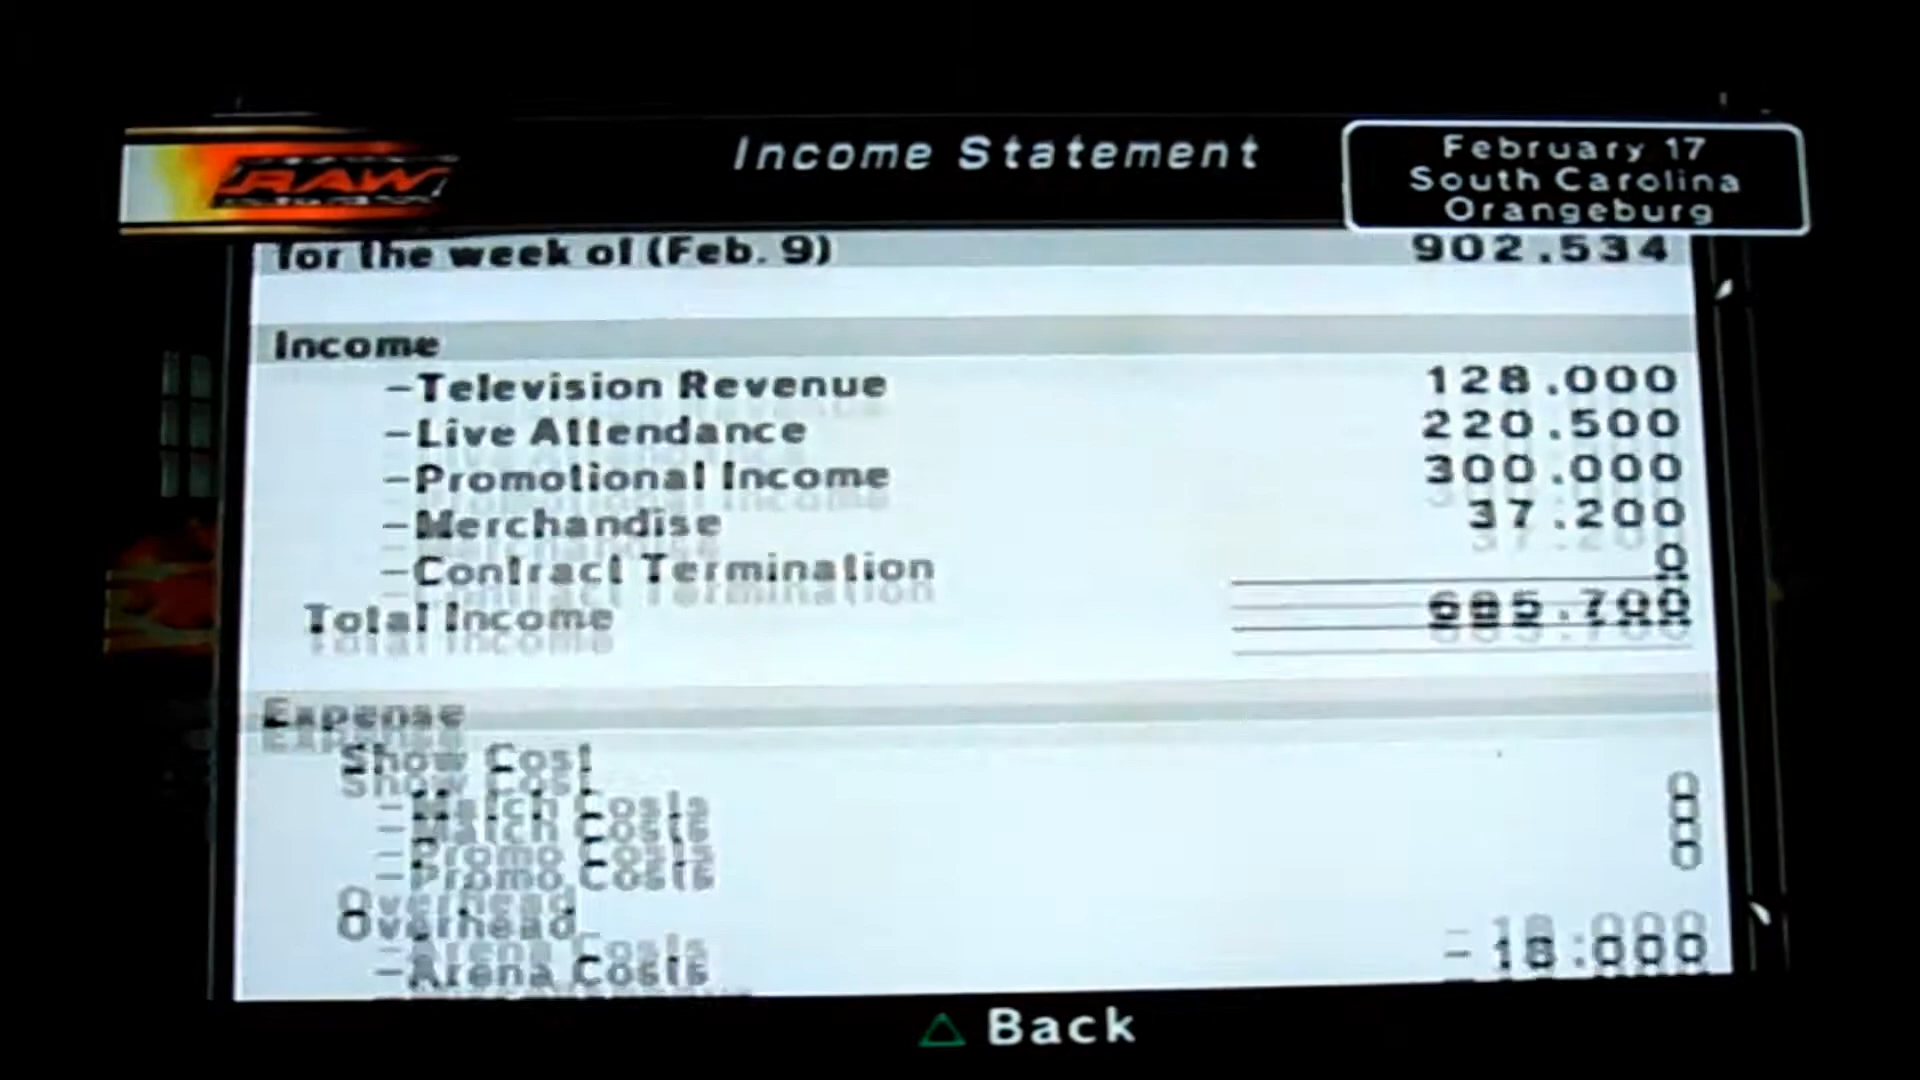 RAW
Income Statement
February 17
South Carolina
Orangeburg
for the week of (Feb. 9) 902.534
Income
-Television Revenue 128.000
-Live Attendance 220.500
-Promotional Income 300.000
-Merchandise 37.200
-Contract Termination 0
Total Income 685.700
Expense
Show Cost
-Match Costs 0
-Promo Costs 0
Overhead
-Arena Costs -18.000
Back